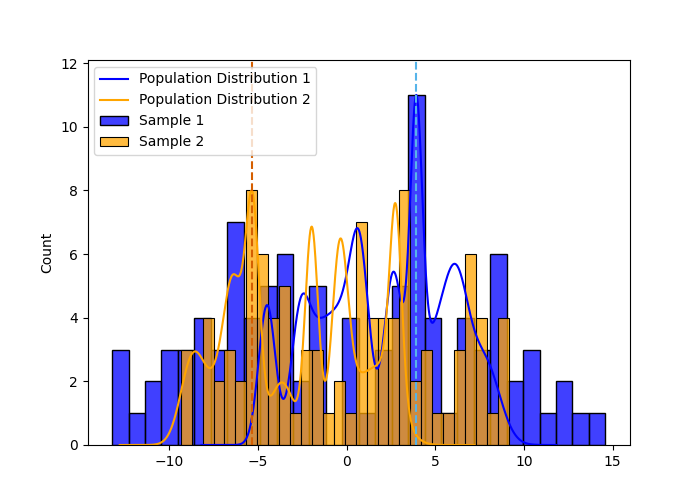 12
10
8
6
4
2
0
Count
Population Distribution 1
Population Distribution 2
Sample 1
Sample 2
−10
−5
0
5
10
15